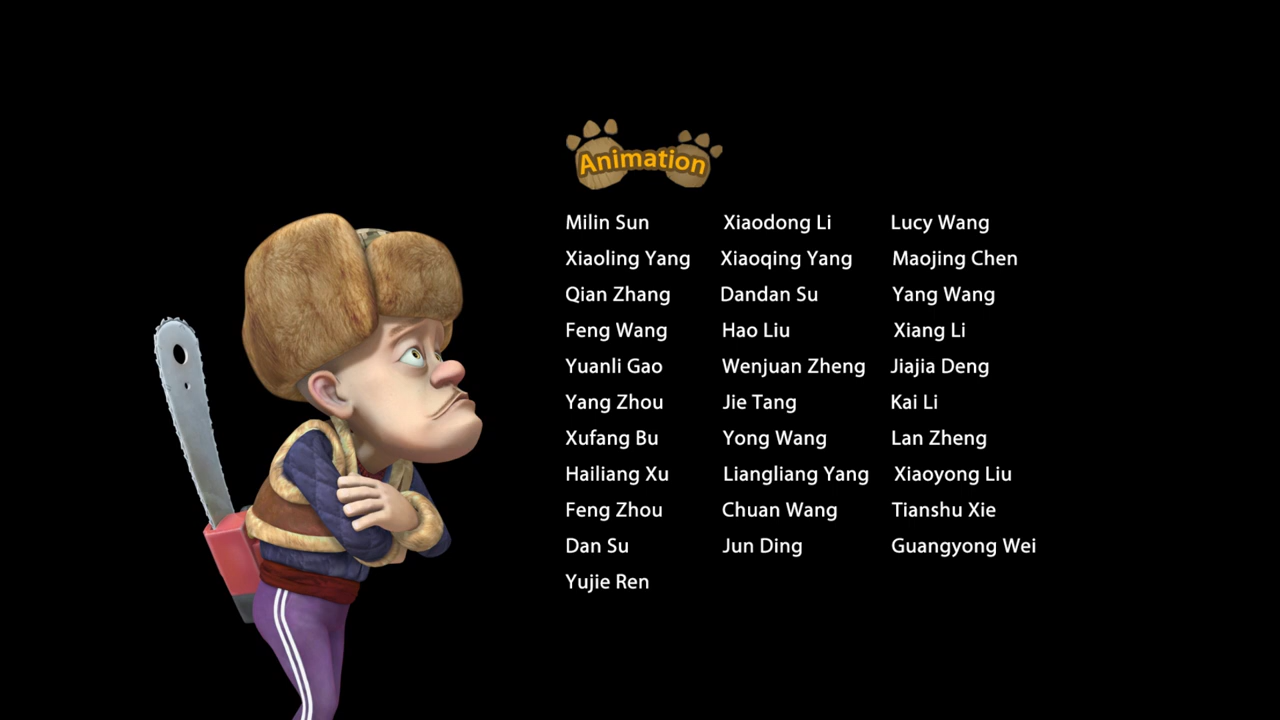 Animation
Milin Sun Xiaodong Li Lucy Wang
Xiaoling Yang Xiaoqing Yang Maojing Chen
Qian Zhang Dandan Su Yang Wang
Feng Wang Hao Liu Xiang Li
Yuanli Gao Wenjuan Zheng Jiajia Deng
Yang Zhou Jie Tang Kai Li
Xufang Bu Yong Wang Lan Zheng
Hailiang Xu Liangliang Yang Xiaoyong Liu
Feng Zhou Chuan Wang Tianshu Xie
Dan Su Jun Ding Guangyong Wei
Yujie Ren